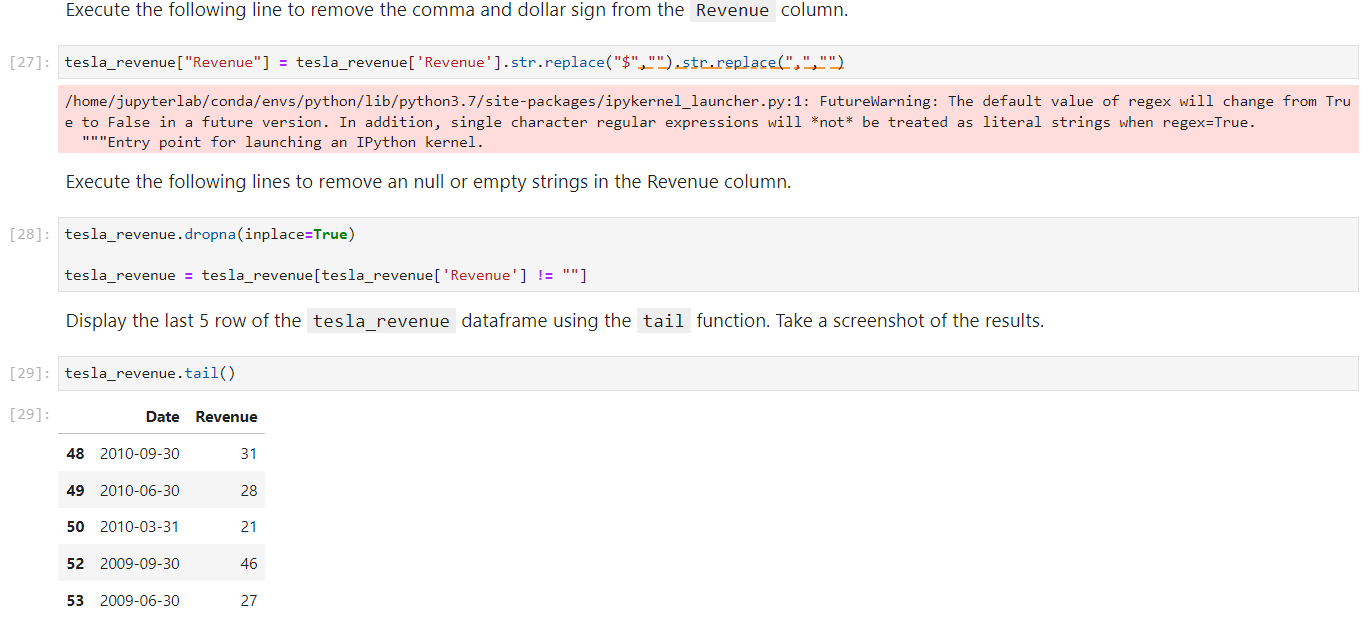 Execute the following line to remove the comma and dollar sign from the Revenue column.
[27]: tesla_revenue["Revenue"] = tesla_revenue['Revenue'].str.replace("$","").str.replace(",","")
/home/jupyterlab/conda/envs/python/lib/python3.7/site-packages/ipykernel_launcher.py:1: FutureWarning: The default value of regex will change from Tru
e to False in a future version. In addition, single character regular expressions will *not* be treated as literal strings when regex=True.
"""Entry point for launching an IPython kernel.
Execute the following lines to remove an null or empty strings in the Revenue column.
[28]: tesla_revenue.dropna(inplace=True)
tesla_revenue = tesla_revenue[tesla_revenue['Revenue'] != ""]
Display the last 5 row of the tesla_revenue dataframe using the tail function. Take a screenshot of the results.
[29]: tesla_revenue.tail()
[29]: Date Revenue
48 2010-09-30 31
49 2010-06-30 28
50 2010-03-31 21
52 2009-09-30 46
53 2009-06-30 27